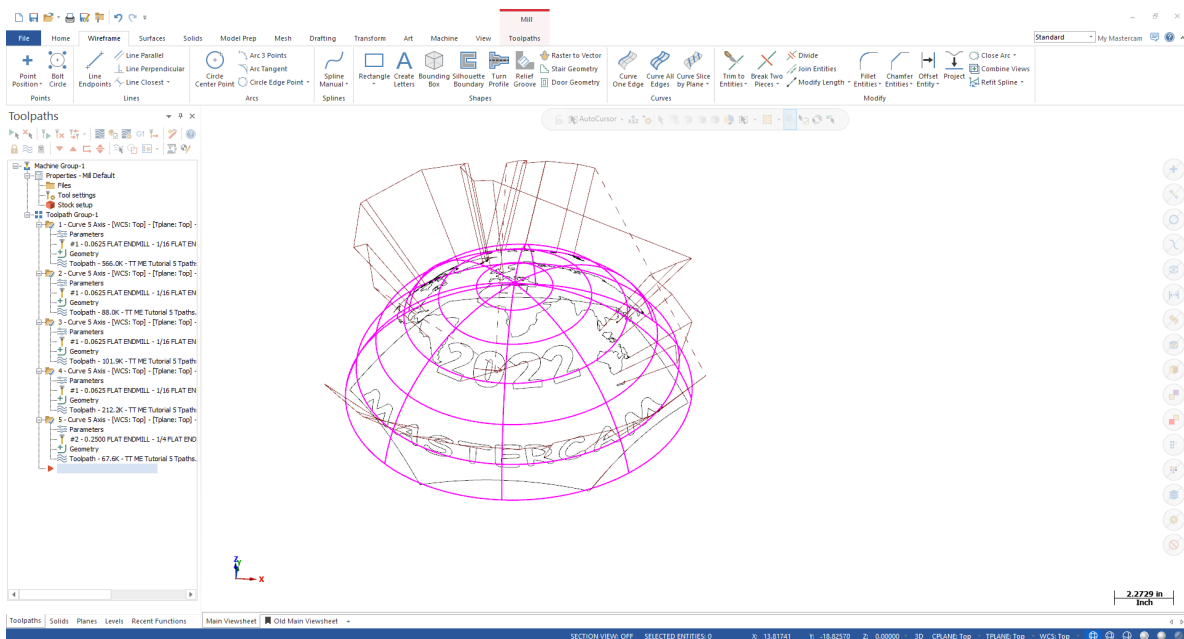 Mill
File Home Wireframe Surfaces Solids Model Prep Mesh Drafting Transform Art Machine View Toolpaths
Standard My Mastercam
Point Position
Bolt Circle
Points
Line Endpoints
Line Parallel
Line Perpendicular
Line Closest
Lines
Circle Center Point
Arc 3 Points
Arc Tangent
Circle Edge Point
Arcs
Spline Manual
Splines
Rectangle
Create Letters
Bounding Box
Silhouette Boundary
Turn Profile
Relief Groove
Raster to Vector
Stair Geometry
Door Geometry
Shapes
Curve One Edge
Curve All Edges
Curve Slice by Plane
Curves
Trim to Entities
Break Two Pieces
Divide
Join Entities
Modify Length
Fillet Entities
Chamfer Entities
Offset Entity
Project
Close Arc
Combine Views
Refit Spline
Modify
Toolpaths
AutoCursor
G1
Machine Group-1
Properties - Mill Default
Files
Tool settings
Stock setup
Toolpath Group-1
1 - Curve 5 Axis - [WCS: Top] - [Tplane: Top] -
Parameters
#1 - 0.0625 FLAT ENDMILL - 1/16 FLAT EN
Geometry
Toolpath - 566.0K - TT ME Tutorial 5 Tpath
2 - Curve 5 Axis - [WCS: Top] - [Tplane: Top] -
Parameters
#1 - 0.0625 FLAT ENDMILL - 1/16 FLAT EN
Geometry
Toolpath - 88.0K - TT ME Tutorial 5 Tpaths.
3 - Curve 5 Axis - [WCS: Top] - [Tplane: Top] -
Parameters
#1 - 0.0625 FLAT ENDMILL - 1/16 FLAT EN
Geometry
Toolpath - 101.9K - TT ME Tutorial 5 Tpath
4 - Curve 5 Axis - [WCS: Top] - [Tplane: Top] -
Parameters
#1 - 0.0625 FLAT ENDMILL - 1/16 FLAT EN
Geometry
Toolpath - 212.2K - TT ME Tutorial 5 Tpath
5 - Curve 5 Axis - [WCS: Top] - [Tplane: Top] -
Parameters
#2 - 0.2500 FLAT ENDMILL - 1/4 FLAT END
Geometry
Toolpath - 67.6K - TT ME Tutorial 5 Tpaths.
2022
MASTERCAM
Z
Y
X
2.2729 in
Inch
Toolpaths Solids Planes Levels Recent Functions
Main Viewsheet Old Main Viewsheet +
SECTION VIEW: OFF SELECTED ENTITIES: 0 X: 13.81741 Y: -18.82570 Z: 0.00000 3D CPLANE: Top TPLANE: Top WCS: Top